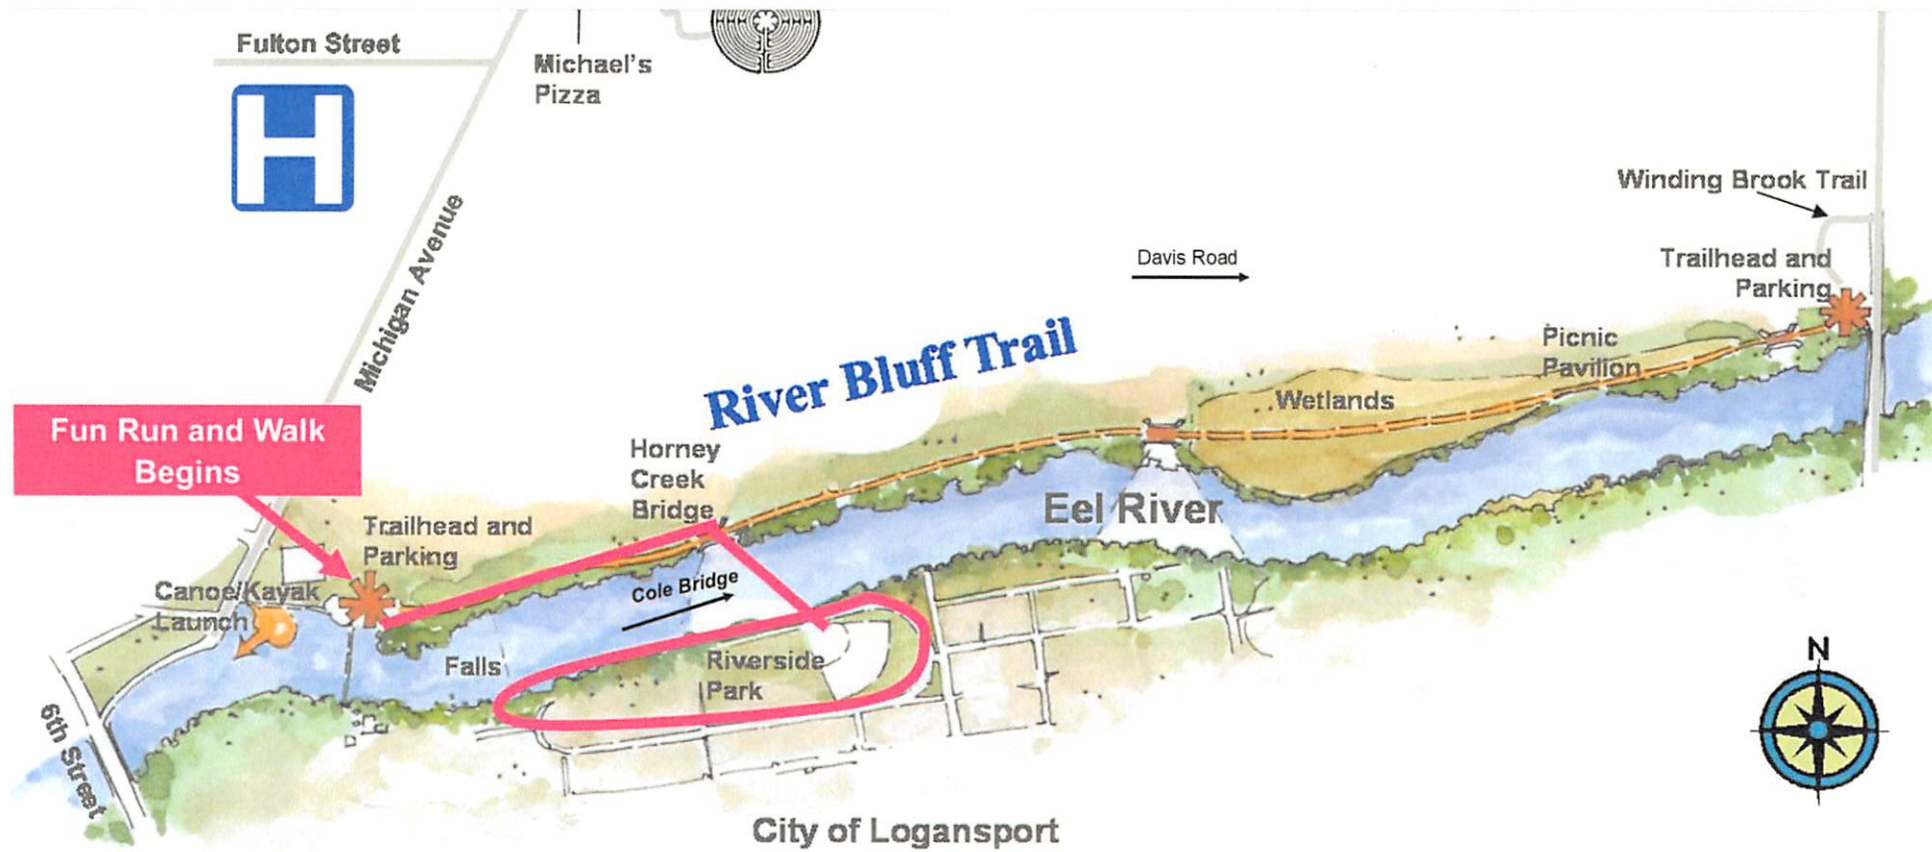 Fulton Street
H
Michael's
Pizza
Michigan Avenue
Winding Brook Trail
Davis Road
Trailhead and
Parking
River Bluff Trail
Picnic
Pavilion
Wetlands
Fun Run and Walk
Begins
Horney
Creek
Bridge
Eel River
Trailhead and
Parking
Canoe/Kayak
Launch
Cole Bridge
Falls
Riverside
Park
N
6th Street
City of Logansport